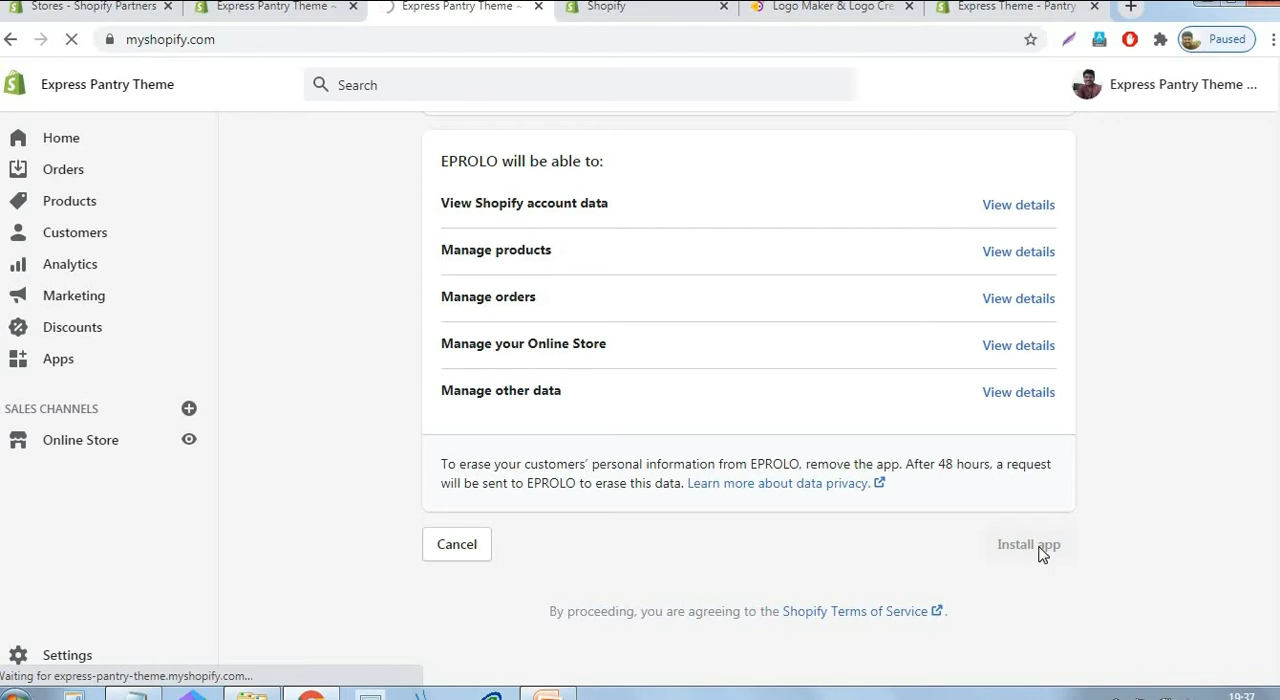 Stores - Shopify Partners
Express Pantry Theme ~
Express Pantry Theme ~
Shopify
Logo Maker & Logo Cre
Express Theme - Pantry
myshopify.com
Paused
Express Pantry Theme
Search
Express Pantry Theme ...
Home
Orders
Products
Customers
Analytics
Marketing
Discounts
Apps
SALES CHANNELS
Online Store
Settings
EPROLO will be able to:
View Shopify account data
View details
Manage products
View details
Manage orders
View details
Manage your Online Store
View details
Manage other data
View details
To erase your customers’ personal information from EPROLO, remove the app. After 48 hours, a request
will be sent to EPROLO to erase this data. Learn more about data privacy.
Cancel
Install app
By proceeding, you are agreeing to the Shopify Terms of Service .
Waiting for express-pantry-theme.myshopify.com...
19:37